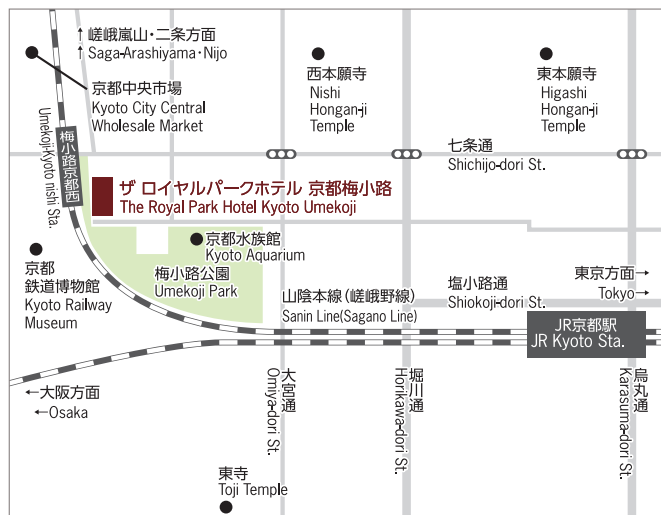 ↑嵯峨嵐山・二条方面
↑Saga-Arashiyama・Nijo
京都中央市場
Kyoto City Central
Wholesale Market
西本願寺
Nishi
Honganji
Temple
東本願寺
Higashi
Honganji
Temple
七条通
Shichijo-dori St.
梅小路京都西
Umekoji-Kyoto nishi Sta.
ザ ロイヤルパークホテル 京都梅小路
The Royal Park Hotel Kyoto Umekoji
京都水族館
Kyoto Aquarium
梅小路公園
Umekoji Park
京都
鉄道博物館
Kyoto Railway
Museum
山陰本線(嵯峨野線)
Sanin Line(Sagano Line)
塩小路通
Shiokoji-dori St.
東京方面→
Tokyo→
JR京都駅
JR Kyoto Sta.
←大阪方面
←Osaka
大宮通
Omiya-dori St.
堀川通
Horikawa-dori St.
烏丸通
Karasuma-dori St.
東寺
Toji Temple